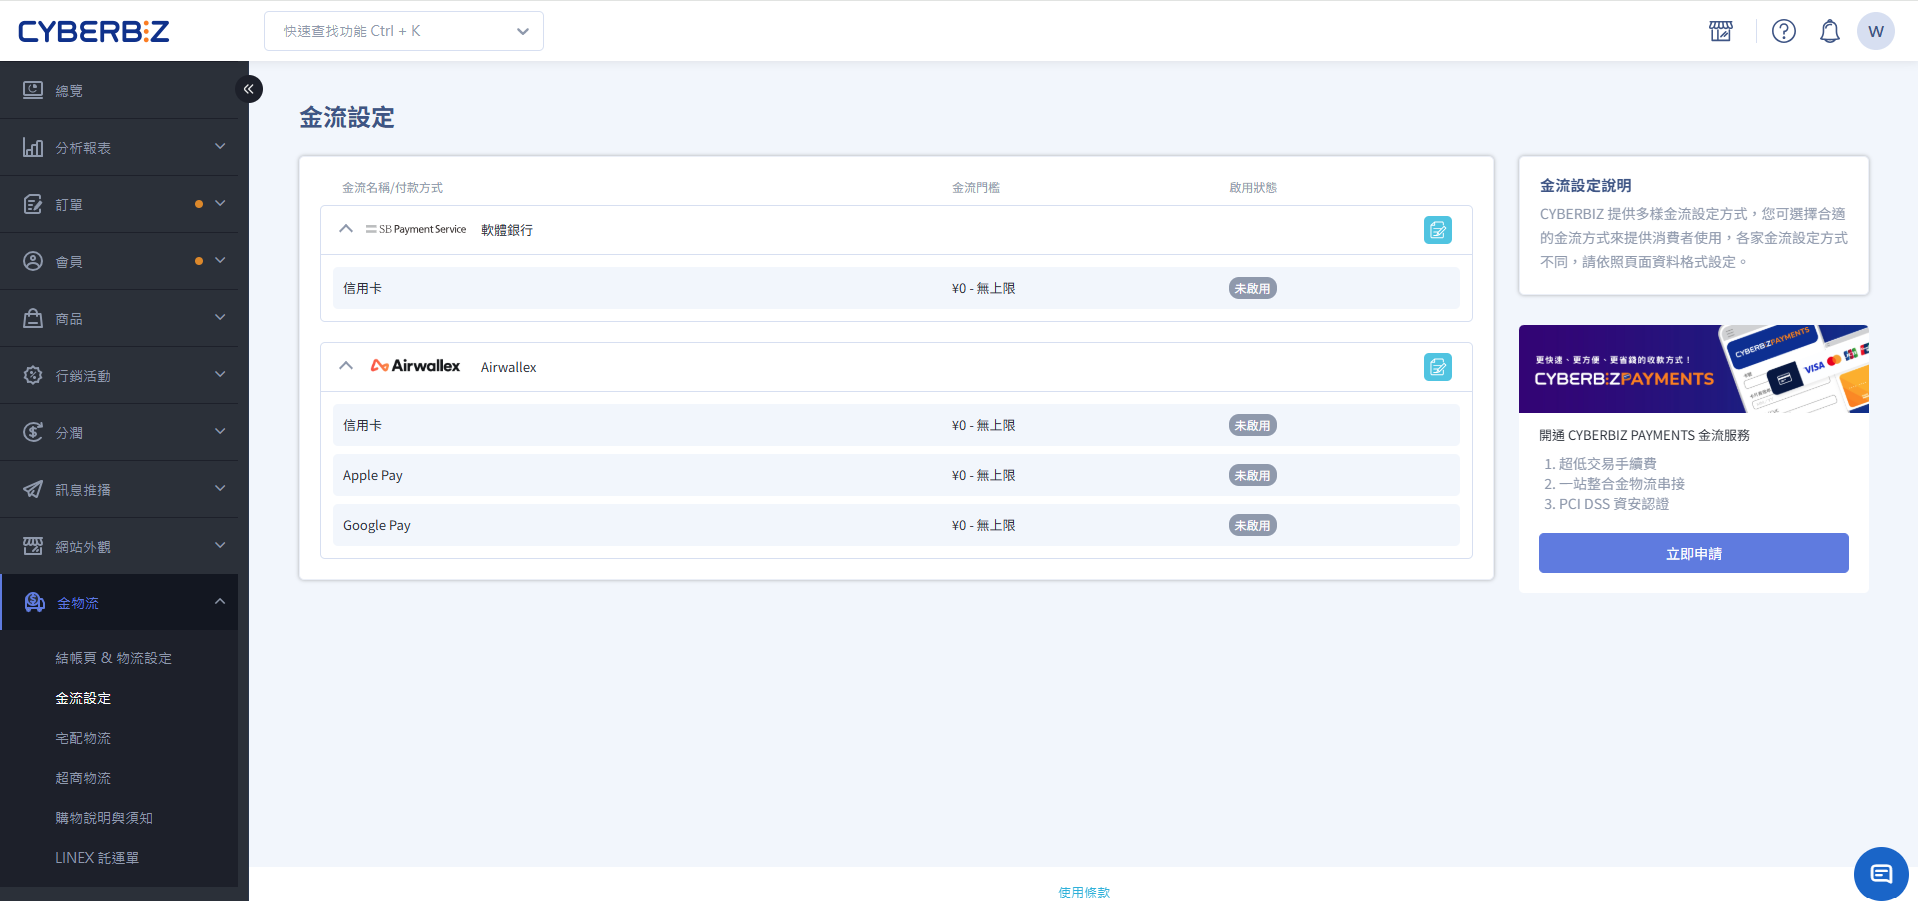 CYBERBIZ
快速查找功能 Ctrl + K
W
總覽
分析報表
訂單
會員
商品
行銷活動
分潤
訊息推播
網站外觀
金物流
結帳頁 & 物流設定
金流設定
宅配物流
超商物流
購物說明與須知
LINEX 託運單
金流設定
金流名稱/付款方式 金流門檻 啟用狀態
SB Payment Service 軟體銀行
信用卡 ¥0 - 無上限 未啟用
Airwallex Airwallex
信用卡 ¥0 - 無上限 未啟用
Apple Pay ¥0 - 無上限 未啟用
Google Pay ¥0 - 無上限 未啟用
金流設定說明
CYBERBIZ 提供多樣金流設定方式，您可選擇合適
的金流方式來提供消費者使用，各家金流設定方式
不同，請依照頁面資料格式設定。
更快速、更方便、更省錢的收款方式！
CYBERBIZPAYMENTS
CYBERBIZPAYMENTS
VISA
JCB
開通 CYBERBIZ PAYMENTS 金流服務
1. 超低交易手續費
2. 一站整合金物流串接
3. PCI DSS 資安認證
立即申請
使用條款